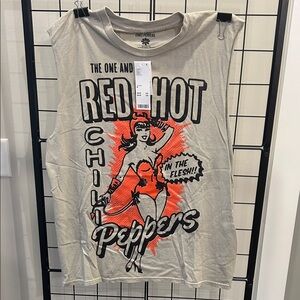 THE ONE AND
RED HOT
CHILI
IN THE
FLESH!!
Peppers